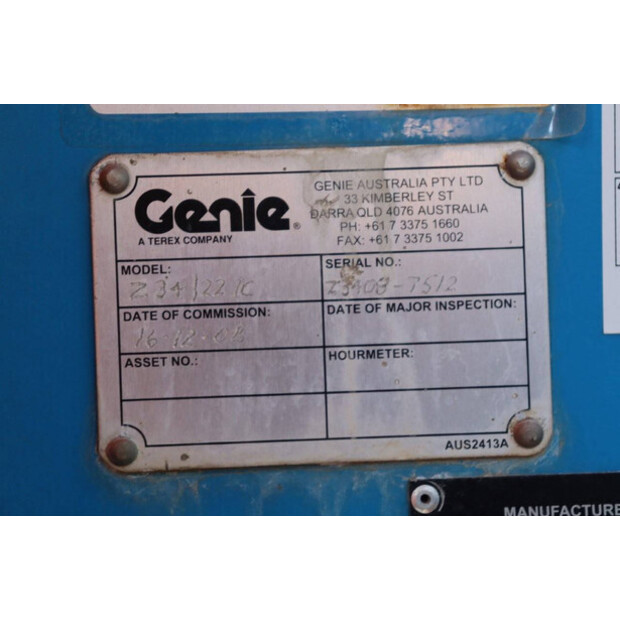 Genie®
A TEREX COMPANY
GENIE AUSTRALIA PTY LTD
33 KIMBERLEY ST
DARRA QLD 4076 AUSTRALIA
PH: +61 7 3375 1660
FAX: +61 7 3375 1002
MODEL:
Z34/22 IC
SERIAL NO.:
Z3408-7512
DATE OF COMMISSION:
16-12-08
DATE OF MAJOR INSPECTION:
ASSET NO.:
HOURMETER:
AUS2413A
MANUFACTURE